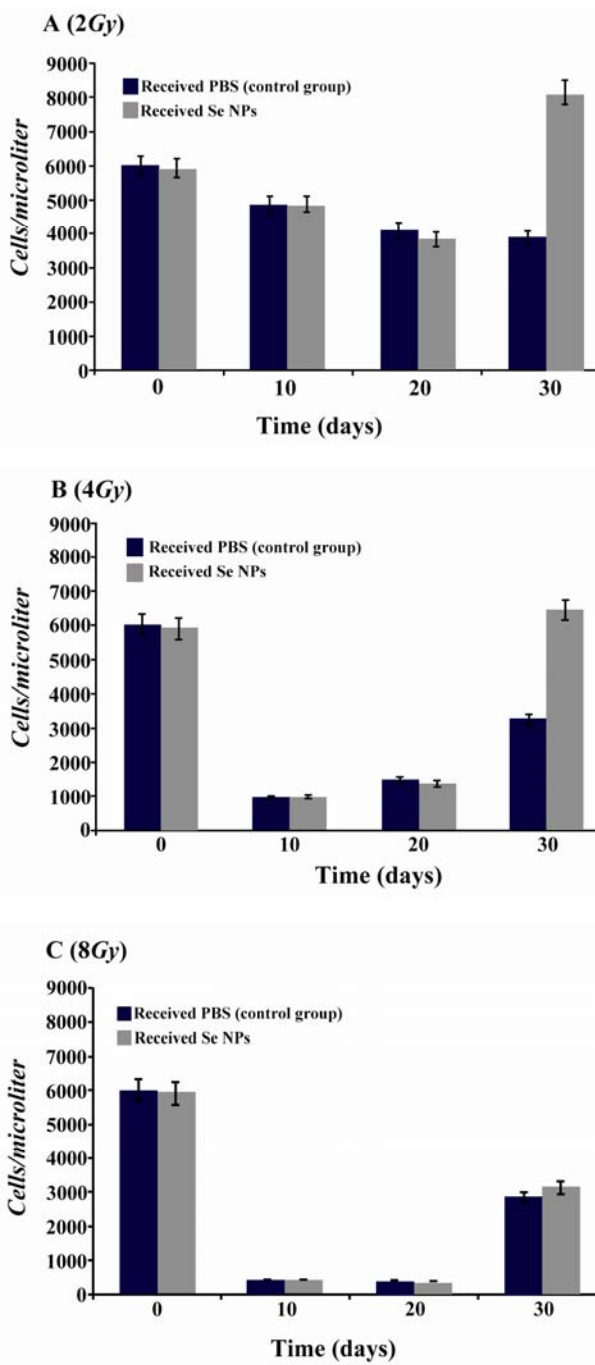 A (2Gy)
9000
8000
7000
6000
5000
4000
3000
2000
1000
0
Cells/microliter
Received PBS (control group)
Received Se NPs
0 10 20 30
Time (days)
B (4Gy)
9000
8000
7000
6000
5000
4000
3000
2000
1000
0
Cells/microliter
Received PBS (control group)
Received Se NPs
0 10 20 30
Time (days)
C (8Gy)
9000
8000
7000
6000
5000
4000
3000
2000
1000
0
Cells/microliter
Received PBS (control group)
Received Se NPs
0 10 20 30
Time (days)